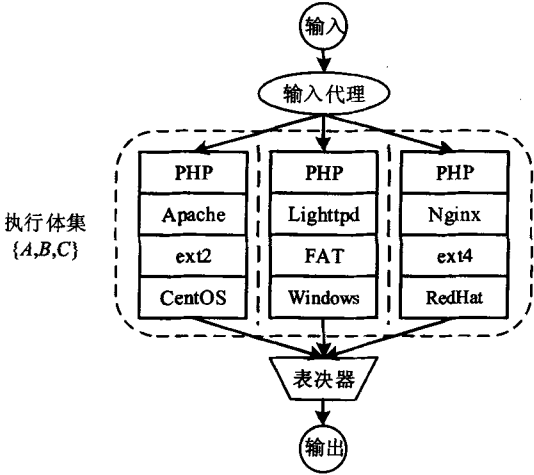 输入
输入代理
执行体集
{A,B,C}
PHP
Apache
ext2
CentOS
PHP
Lighttpd
FAT
Windows
PHP
Nginx
ext4
RedHat
表决器
输出